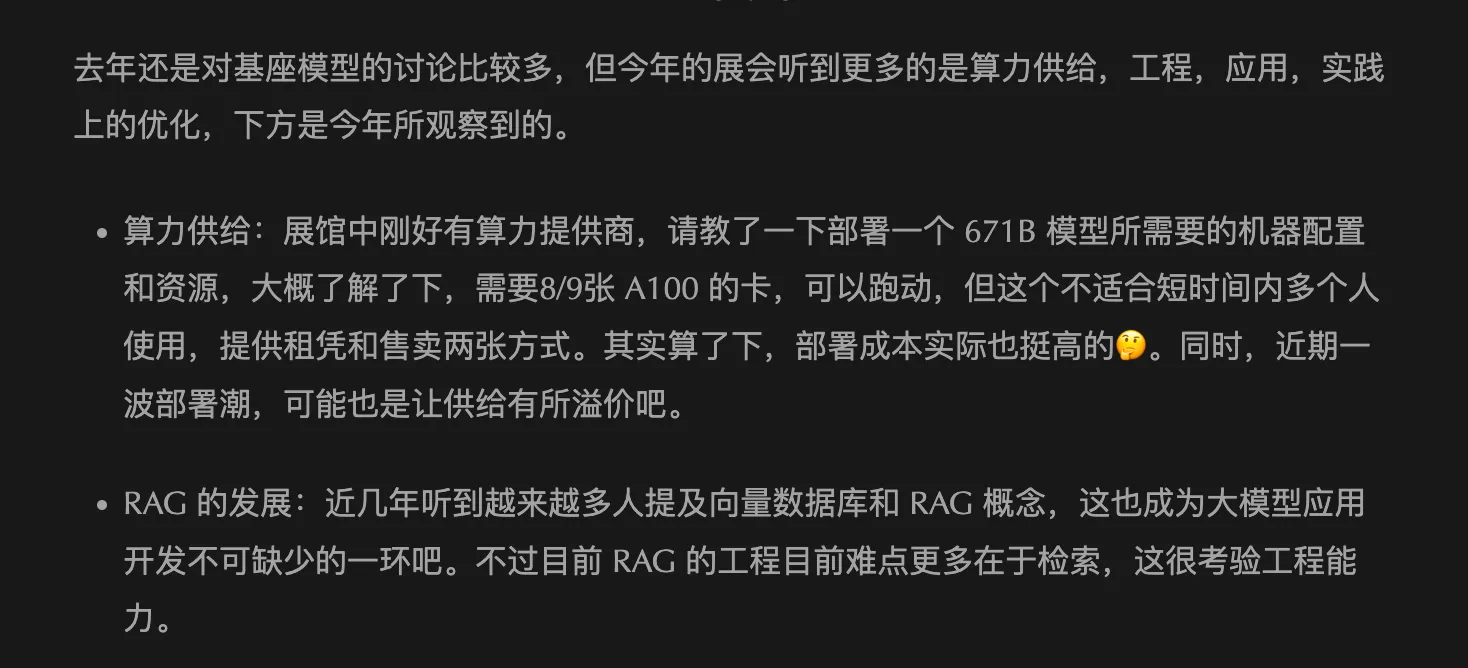 去年还是对基座模型的讨论比较多，但今年的展会听到更多的是算力供给，工程，应用，实践
上的优化，下方是今年所观察到的。
• 算力供给：展馆中刚好有算力提供商，请教了一下部署一个 671B 模型所需要的机器配置
和资源，大概了解了下，需要8/9张 A100 的卡，可以跑动，但这个不适合短时间内多个人
使用，提供租凭和售卖两张方式。其实算了下，部署成本实际也挺高的🤔。同时，近期一
波部署潮，可能也是让供给有所溢价吧。
• RAG 的发展：近几年听到越来越多人提及向量数据库和 RAG 概念，这也成为大模型应用
开发不可缺少的一环吧。不过目前 RAG 的工程目前难点更多在于检索，这很考验工程能
力。